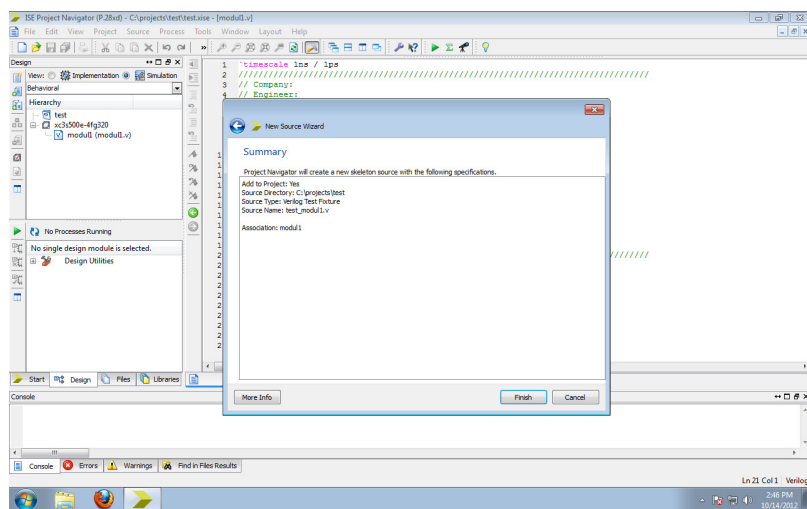 ISE Project Navigator (P.28xd) - C:\projects\test\test.xise - [modul1.v]
File Edit View Project Source Process Tools Window Layout Help
Design
View: Implementation Simulation
Behavioral
Hierarchy
test
xc3s500e-4fg320
modul1 (modul1.v)
No Processes Running
No single design module is selected.
Design Utilities
Start Design Files Libraries
1 `timescale 1ns / 1ps
2 ////////////////////////////////////////////////////////////////////////////////
3 // Company:
4 // Engineer:
New Source Wizard
Summary
Project Navigator will create a new skeleton source with the following specifications.
Add to Project: Yes
Source Directory: C:\projects\test
Source Type: Verilog Test Fixture
Source Name: test_modul1.v
Association: modul1
More Info Finish Cancel
Console
Console Errors Warnings Find in Files Results
Ln 21 Col 1 Verilog
2:46 PM
10/14/2012